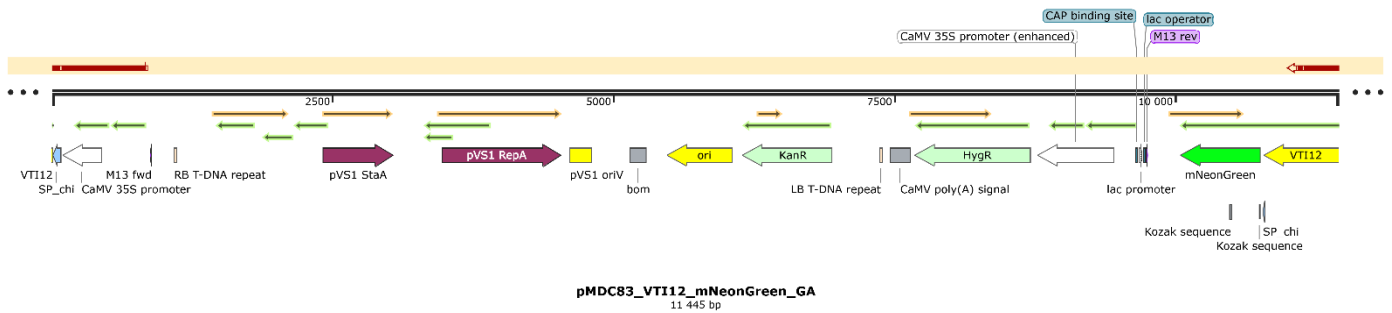 CAP binding site
lac operator
CaMV 35S promoter (enhanced)
M13 rev
2500
5000
7500
10 000
pVS1 RepA
ori
KanR
HygR
VTI12
VTI12
M13 fwd
pVS1 StaA
pVS1 oriV
mNeonGreen
SP_chi
CaMV 35S promoter
RB T-DNA repeat
bom
LB T-DNA repeat
CaMV poly(A) signal
lac promoter
Kozak sequence
SP chi
Kozak sequence
pMDC83_VTI12_mNeonGreen_GA
11 445 bp